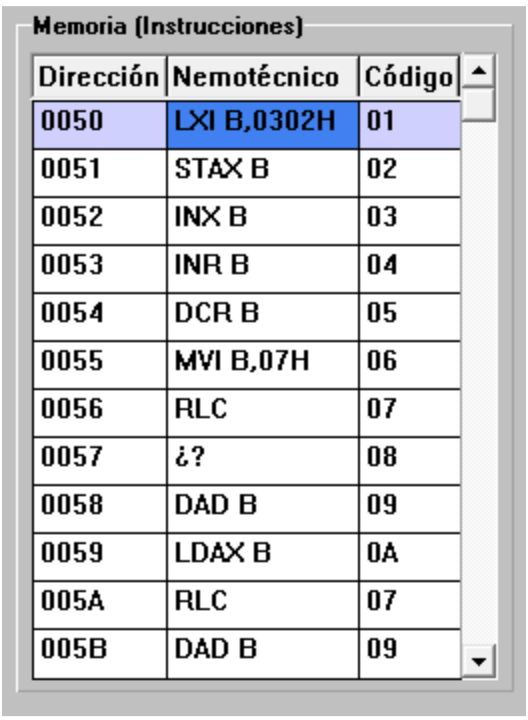 Memoria (Instrucciones)
Dirección Nemotécnico Código
0050 LXI B,0302H 01
0051 STAX B 02
0052 INX B 03
0053 INR B 04
0054 DCR B 05
0055 MVI B,07H 06
0056 RLC 07
0057 ¿? 08
0058 DAD B 09
0059 LDAX B 0A
005A RLC 07
005B DAD B 09